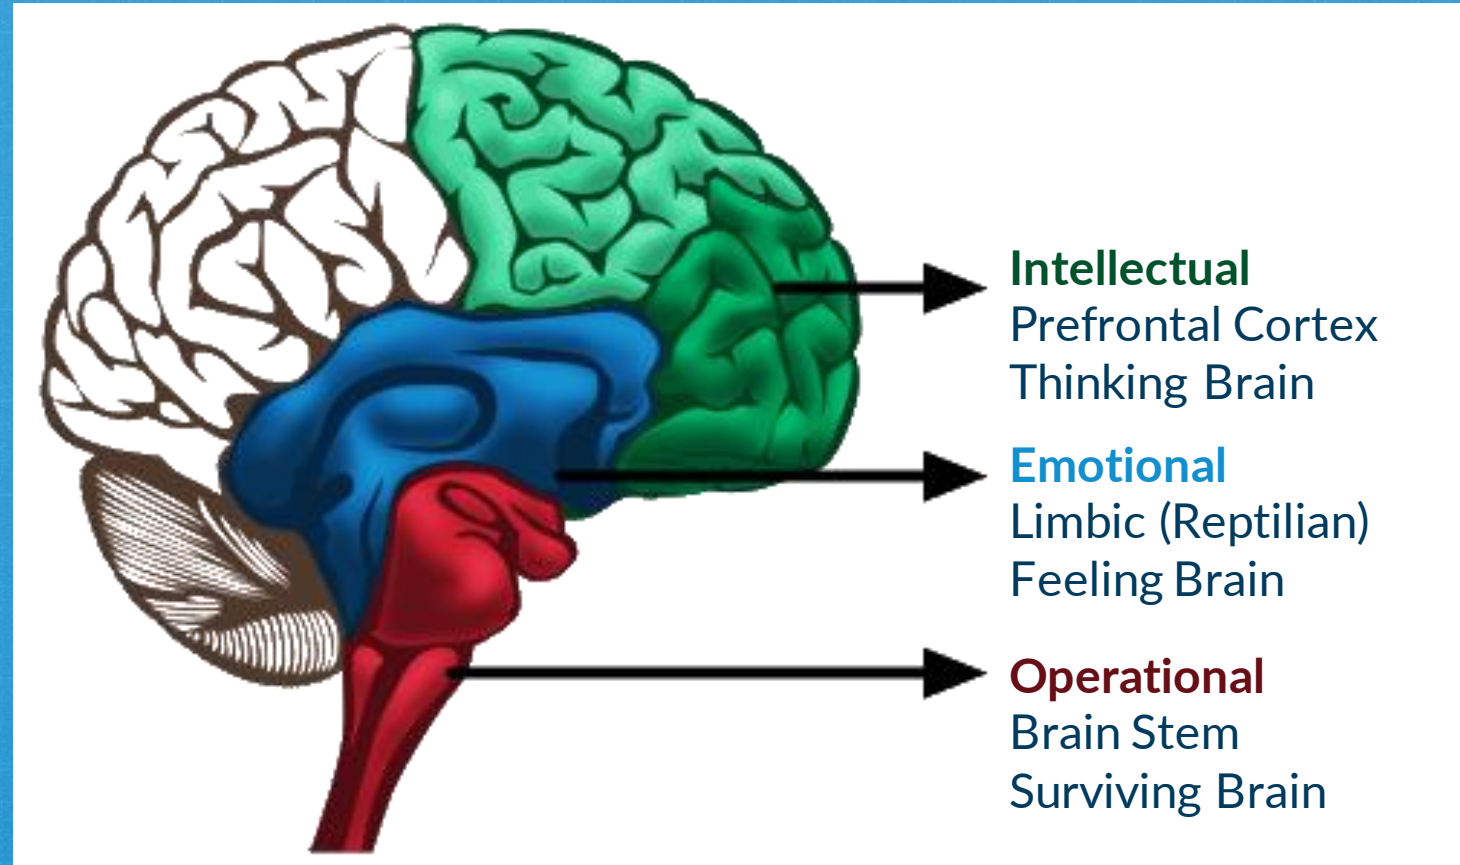 Intellectual
Prefrontal Cortex
Thinking Brain
Emotional
Limbic (Reptilian)
Feeling Brain
Operational
Brain Stem
Surviving Brain